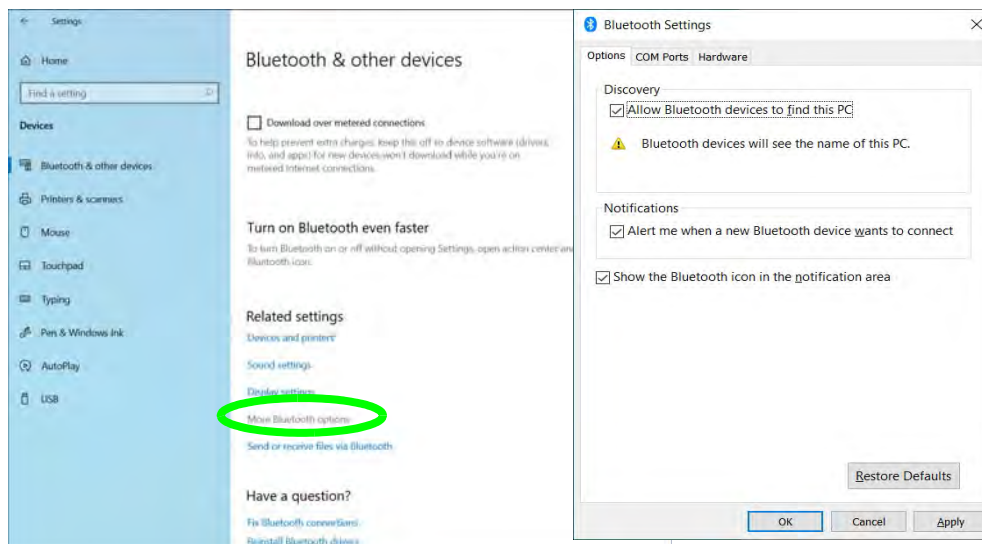 Settings
Home
Find a setting
Devices
Bluetooth & other devices
Printers & scanners
Mouse
Touchpad
Typing
Pen & Windows Ink
AutoPlay
USB
Bluetooth & other devices
Download over metered connections
To help prevent extra charges, keep this off so device software (drivers,
info, and apps) for new devices won't download while you're on
metered Internet connections.
Turn on Bluetooth even faster
To turn Bluetooth on or off without opening Settings, open action center and
Bluetooth icon.
Related settings
Devices and printers
Sound settings
Display settings
More Bluetooth options
Send or receive files via Bluetooth
Have a question?
Fix Bluetooth connections
Reinstall Bluetooth drivers
Bluetooth Settings
Options COM Ports Hardware
Discovery
Allow Bluetooth devices to find this PC
Bluetooth devices will see the name of this PC.
Notifications
Alert me when a new Bluetooth device wants to connect
Show the Bluetooth icon in the notification area
Restore Defaults
OK Cancel Apply